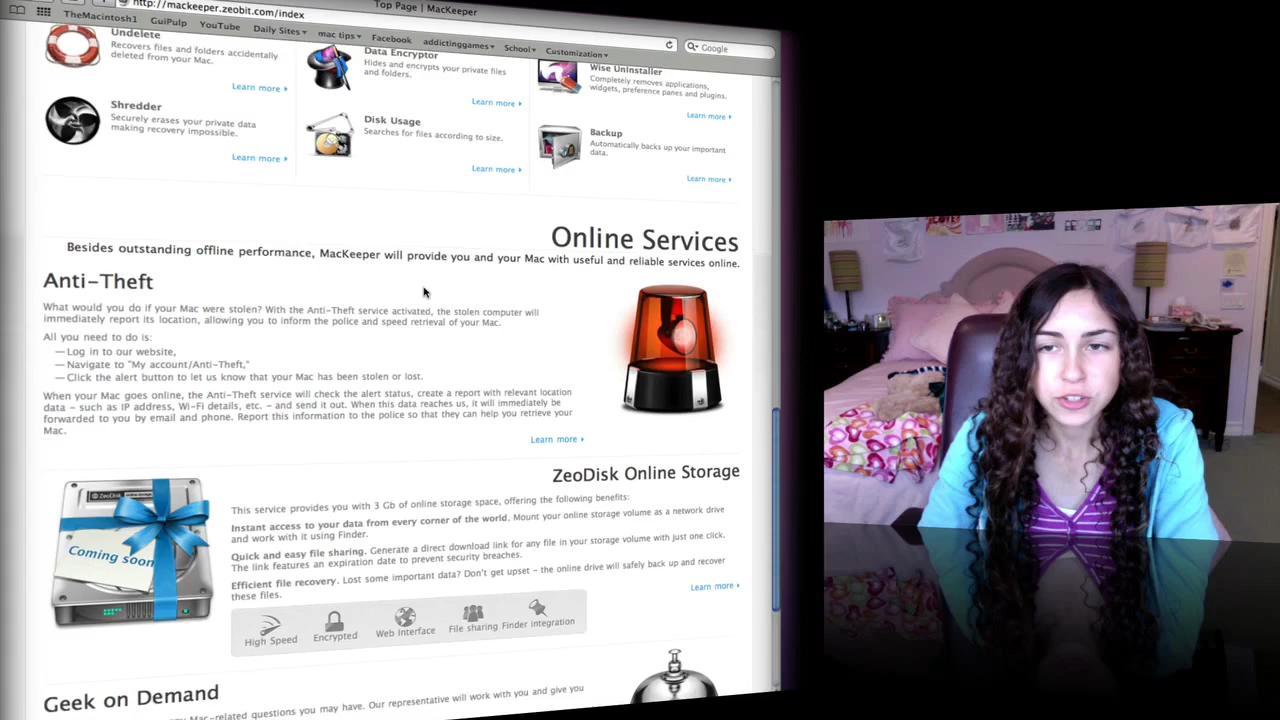 http://mackeeper.zeobit.com/index
Top Page | MacKeeper
TheMacintosh1 GuiPulp YouTube Daily Sites mac tips Facebook addictinggames School Customization
Google
Undelete
Recovers files and folders accidentally
deleted from your Mac.
Learn more
Data Encryptor
Hides and encrypts your private files
and folders.
Learn more
Wise Uninstaller
Completely removes applications,
widgets, preference panes and plugins.
Learn more
Shredder
Securely erases your private data
making recovery impossible.
Learn more
Disk Usage
Searches for files according to size.
Learn more
Backup
Automatically backs up your important
data.
Learn more
Online Services
Besides outstanding offline performance, MacKeeper will provide you and your Mac with useful and reliable services online.
Anti-Theft
What would you do if your Mac were stolen? With the Anti-Theft service activated, the stolen computer will
immediately report its location, allowing you to inform the police and speed retrieval of your Mac.
All you need to do is:
— Log in to our website,
— Navigate to "My account/Anti-Theft,"
— Click the alert button to let us know that your Mac has been stolen or lost.
When your Mac goes online, the Anti-Theft service will check the alert status, create a report with relevant location
data - such as IP address, Wi-Fi details, etc. - and send it out. When this data reaches us, it will immediately be
forwarded to you by email and phone. Report this information to the police so that they can help you retrieve your
Mac.
Learn more
ZeoDisk Online Storage
ZeoDisk
Coming soon
This service provides you with 3 Gb of online storage space, offering the following benefits:
Instant access to your data from every corner of the world. Mount your online storage volume as a network drive
and work with it using Finder.
Quick and easy file sharing. Generate a direct download link for any file in your storage volume with just one click.
The link features an expiration date to prevent security breaches.
Efficient file recovery. Lost some important data? Don't get upset - the online drive will safely back up and recover
these files.
Learn more
High Speed Encrypted Web Interface File sharing Finder integration
Geek on Demand
Mac-related questions you may have. Our representative will work with you and give you